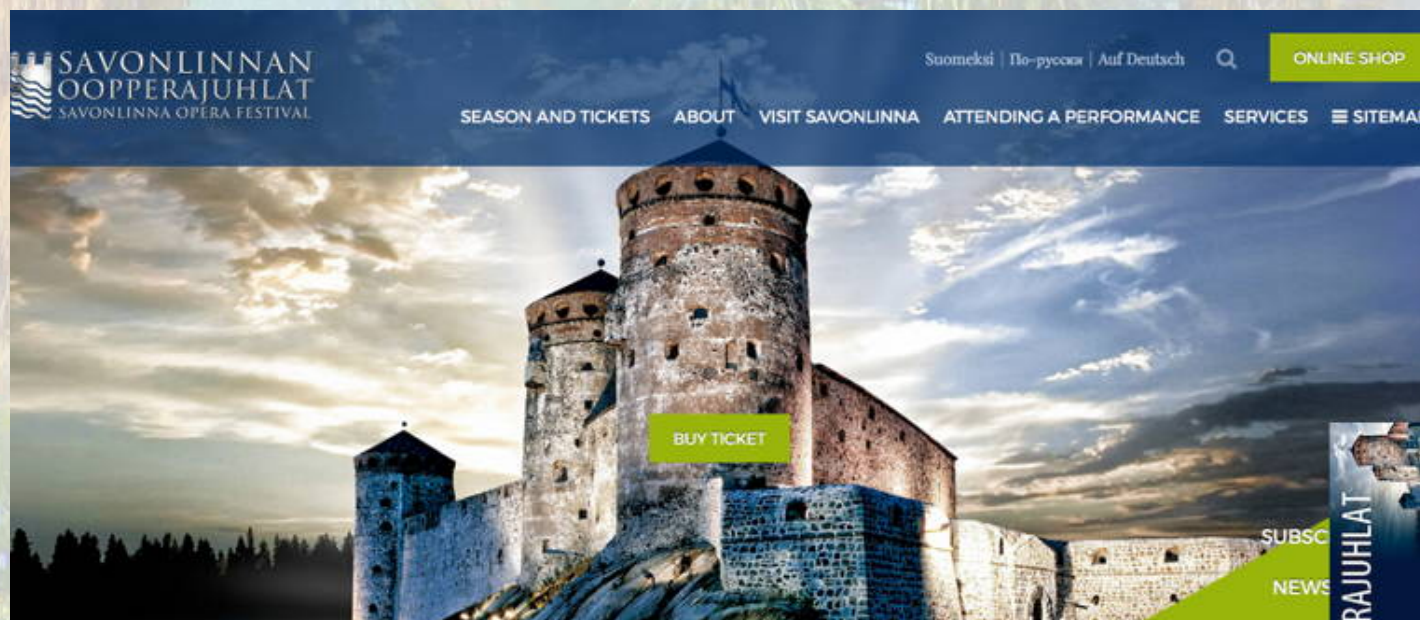 SAVONLINNAN
OOPPERAJUHLAT
SAVONLINNA OPERA FESTIVAL
Suomeksi | По-русски | Auf Deutsch
ONLINE SHOP
SEASON AND TICKETS ABOUT VISIT SAVONLINNA ATTENDING A PERFORMANCE SERVICES SITEMA
BUY TICKET
SUBSC
NEWS
RAJUHLAT